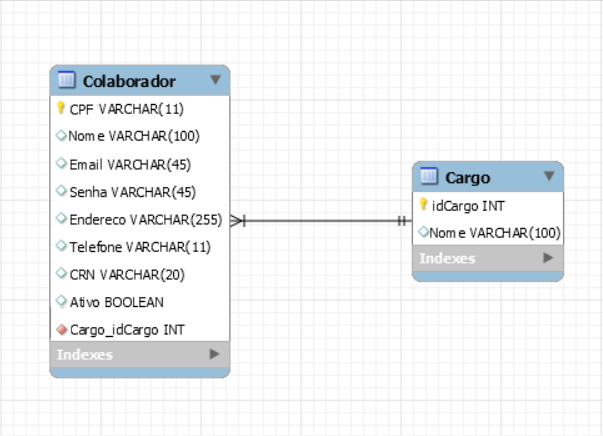 Colaborador
CPF VARCHAR(11)
Nome VARCHAR(100)
Email VARCHAR(45)
Senha VARCHAR(45)
Endereco VARCHAR(255)
Telefone VARCHAR(11)
CRN VARCHAR(20)
Ativo BOOLEAN
Cargo_idCargo INT
Indexes
Cargo
idCargo INT
Nome VARCHAR(100)
Indexes